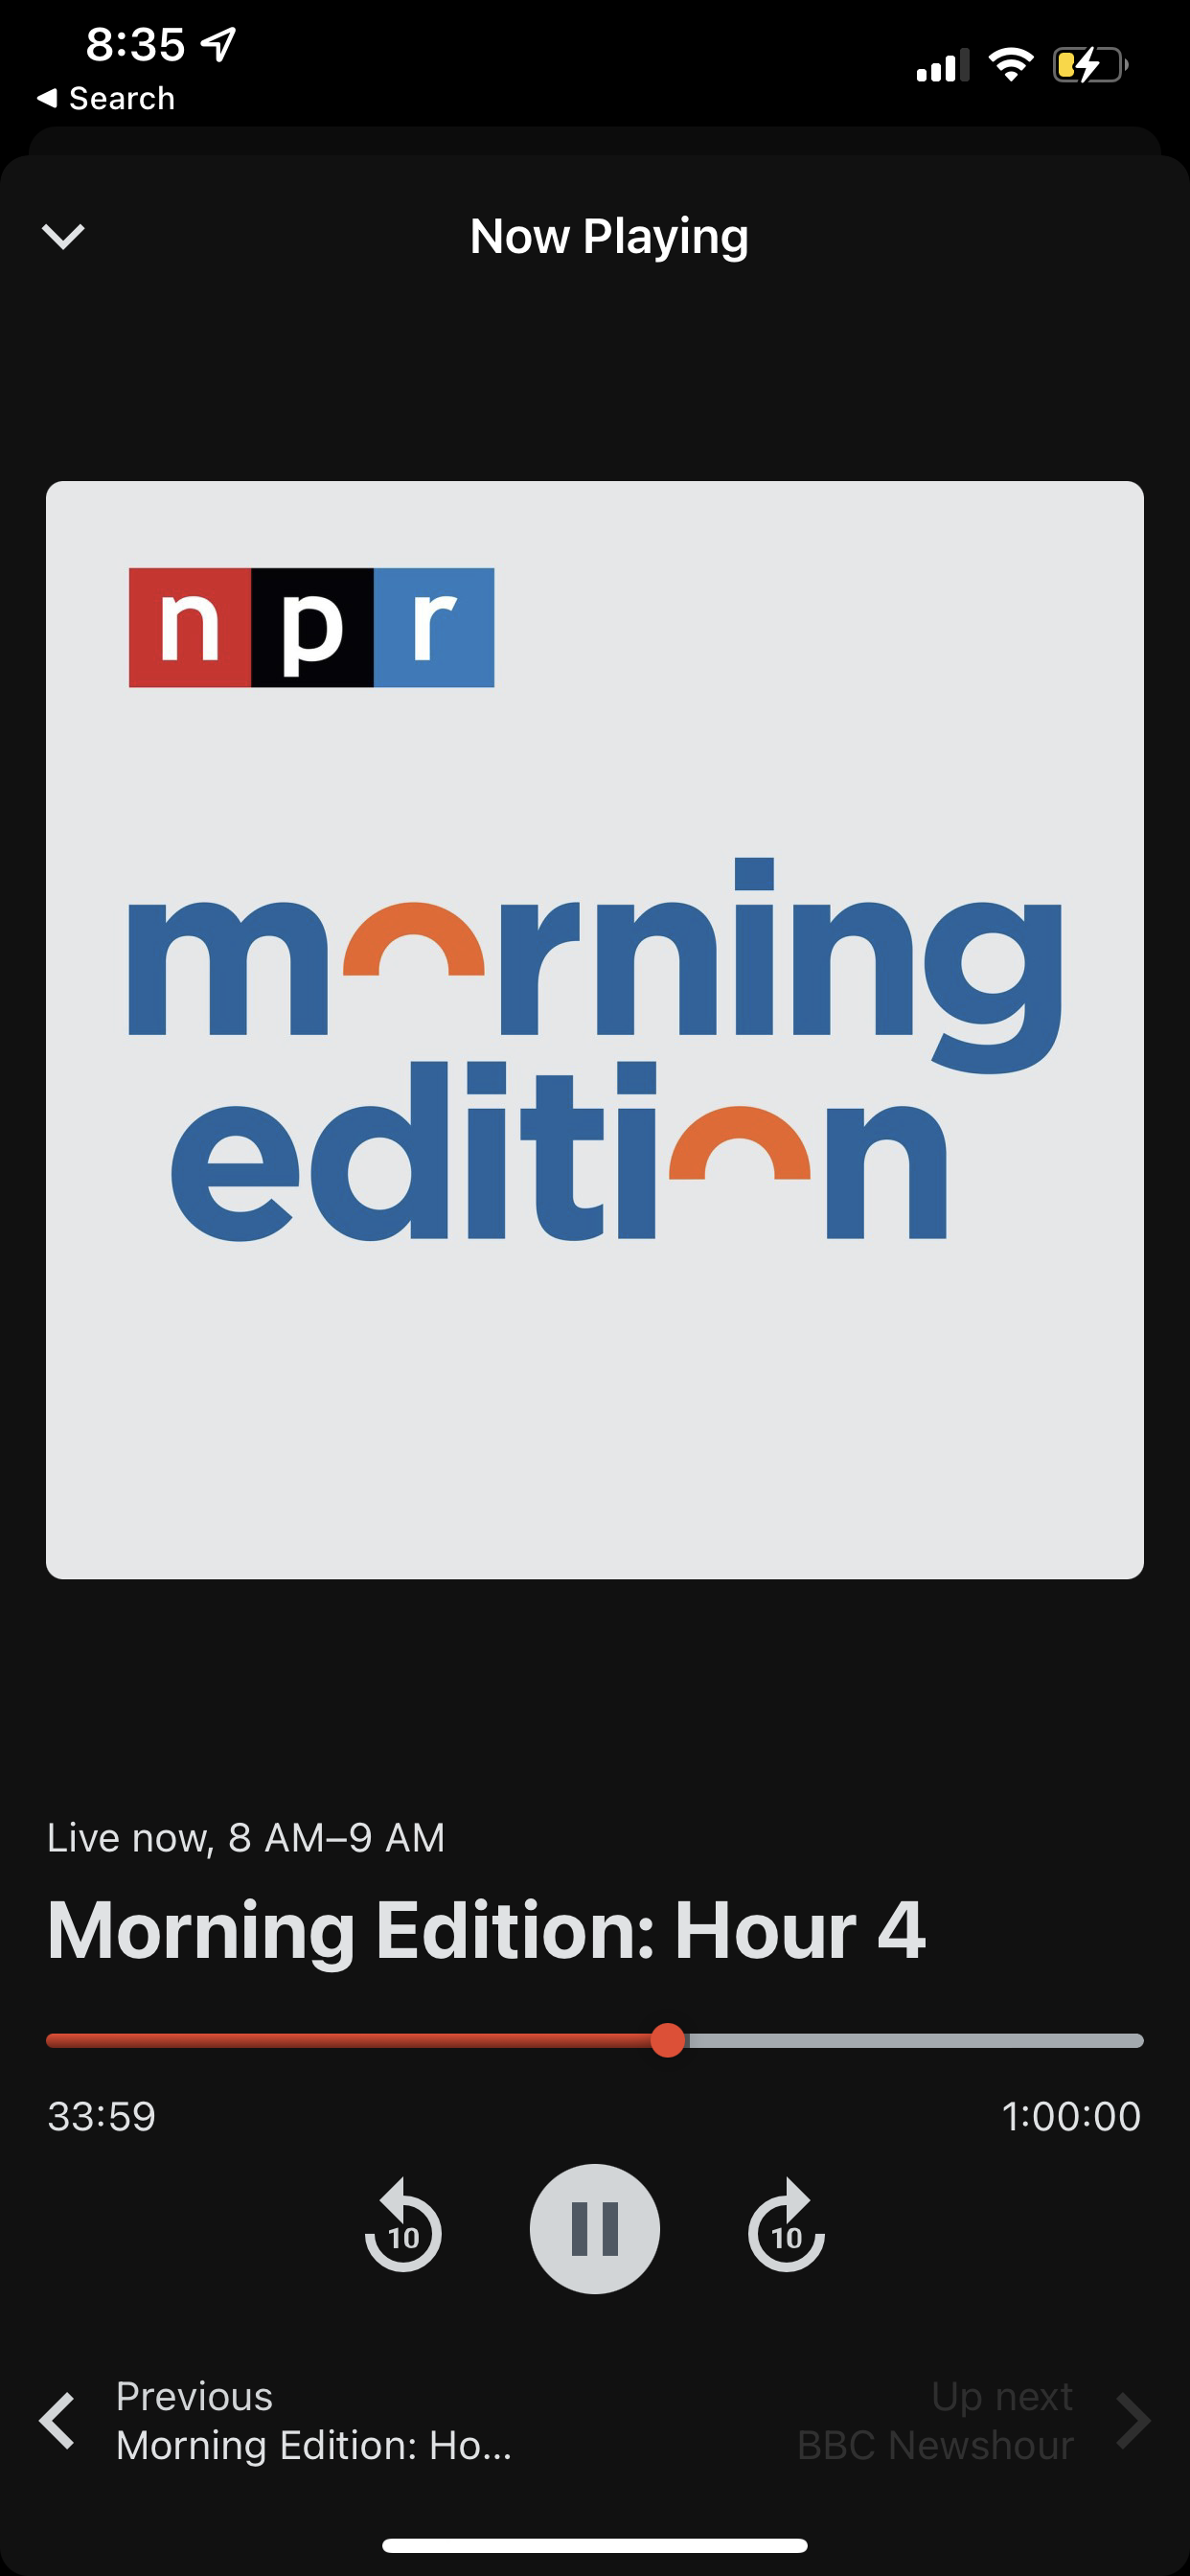 8:35
Search
Now Playing
npr
morning
edition
Live now, 8 AM–9 AM
Morning Edition: Hour 4
33:59
1:00:00
10
10
Previous
Morning Edition: Ho...
Up next
BBC Newshour